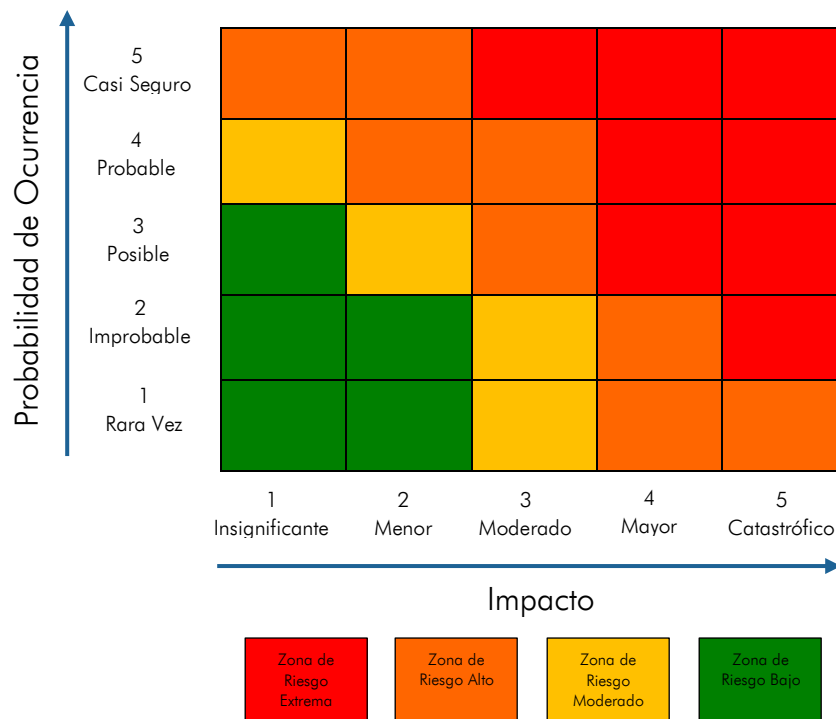 Probabilidad de Ocurrencia
5
Casi Seguro
4
Probable
3
Posible
2
Improbable
1
Rara Vez
1
Insignificante
2
Menor
3
Moderado
4
Mayor
5
Catastrófico
Impacto
Zona de
Riesgo
Extrema
Zona de
Riesgo Alto
Zona de
Riesgo
Moderado
Zona de
Riesgo Bajo